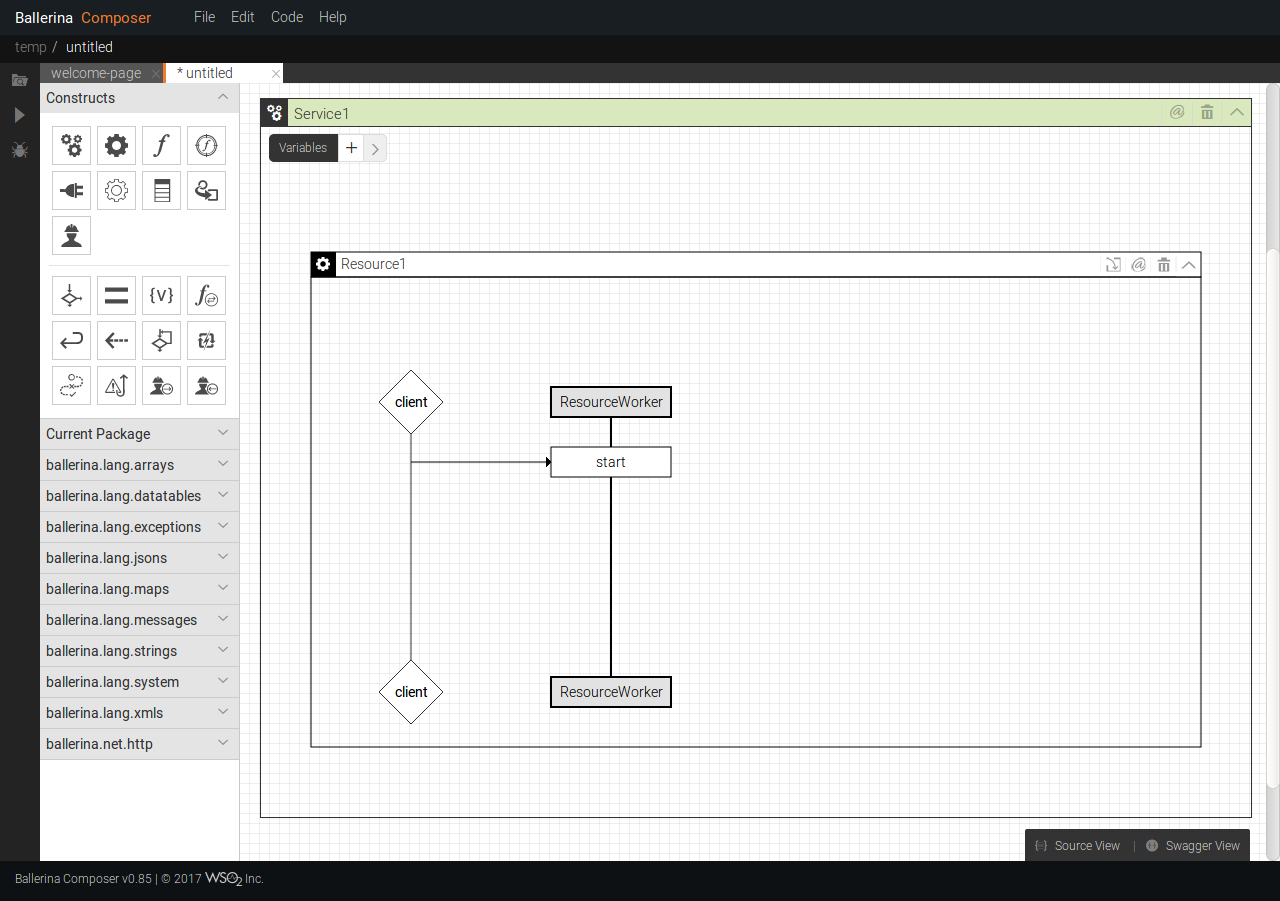 Ballerina Composer File Edit Code Help
temp / untitled
welcome-page * untitled
Constructs
Service1
Variables +
{v}
Resource1
client
ResourceWorker
start
client
ResourceWorker
Current Package
ballerina.lang.arrays
ballerina.lang.datatables
ballerina.lang.exceptions
ballerina.lang.jsons
ballerina.lang.maps
ballerina.lang.messages
ballerina.lang.strings
ballerina.lang.system
ballerina.lang.xmls
ballerina.net.http
Source View | Swagger View
Ballerina Composer v0.85 | © 2017 WSO2 Inc.